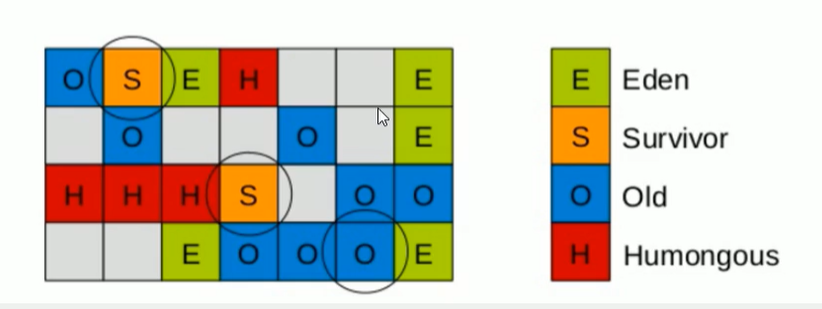 O S E H E E Eden
O O E S Survivor
H H H S O O O Old
E O O O E H Humongous